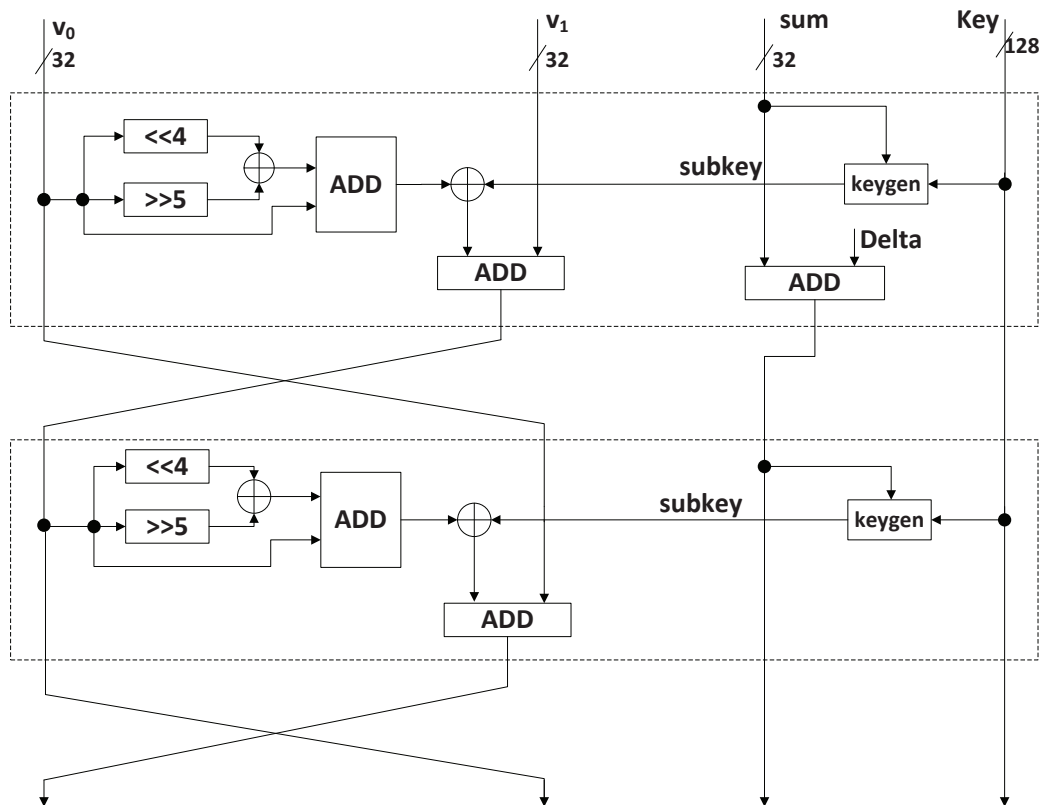 v₀ v₁ sum Key
32 32 32 128
<<4
ADD
subkey
keygen
>>5
Delta
ADD
ADD
<<4
ADD
subkey
keygen
>>5
ADD